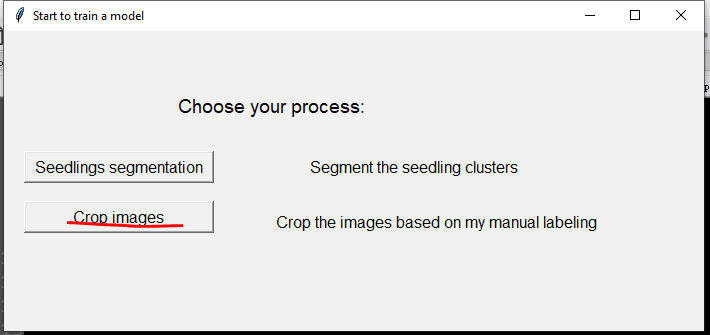 Start to train a model
Choose your process:
Seedlings segmentation
Segment the seedling clusters
Crop images
Crop the images based on my manual labeling